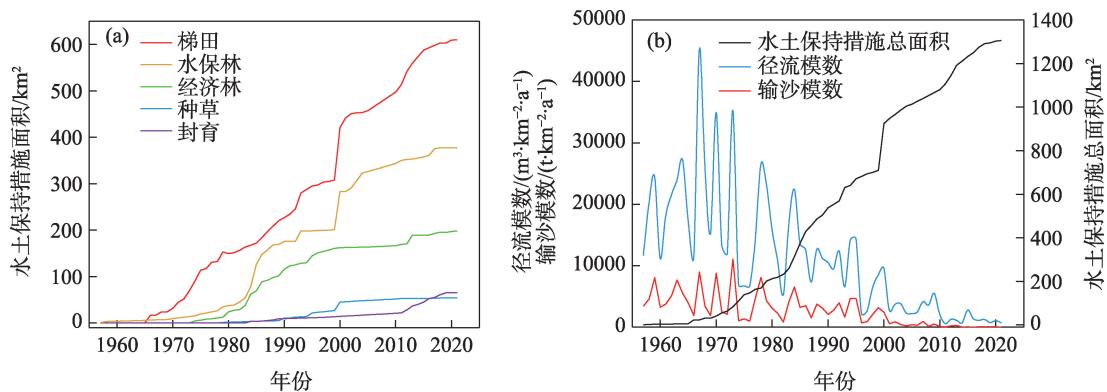 (a)
梯田
水保林
经济林
种草
封育
水土保持措施面积/km²
600
500
400
300
200
100
0
1960 1970 1980 1990 2000 2010 2020
年份
(b)
水土保持措施总面积
径流模数
输沙模数
径流模数/(m³·km⁻²·a⁻¹)
输沙模数/(t·km⁻²·a⁻¹)
50000
40000
30000
20000
10000
0
1960 1970 1980 1990 2000 2010 2020
年份
1400
1200
1000
800
600
400
200
0
水土保持措施总面积/km²